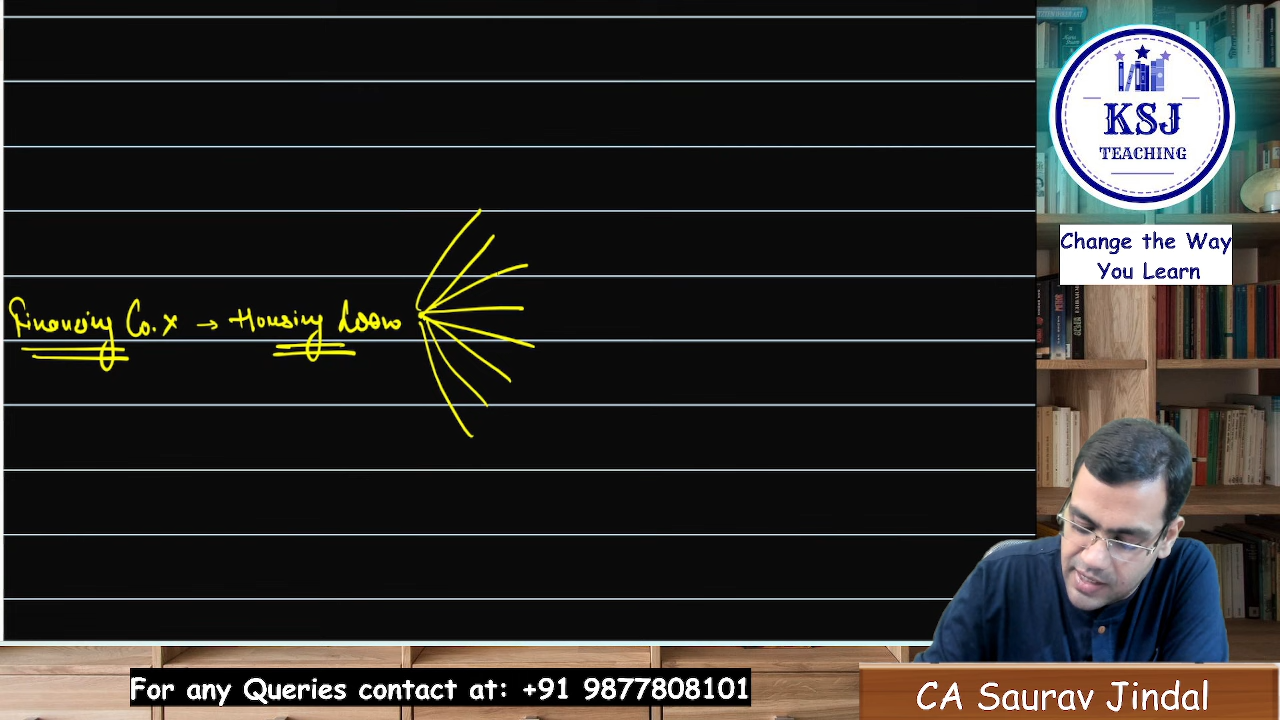 KSJ
TEACHING
Change the Way
You Learn
Financing Co. X → Housing Loan
For any Queries contact at: +91 9877808101
CA Saurav Jindal